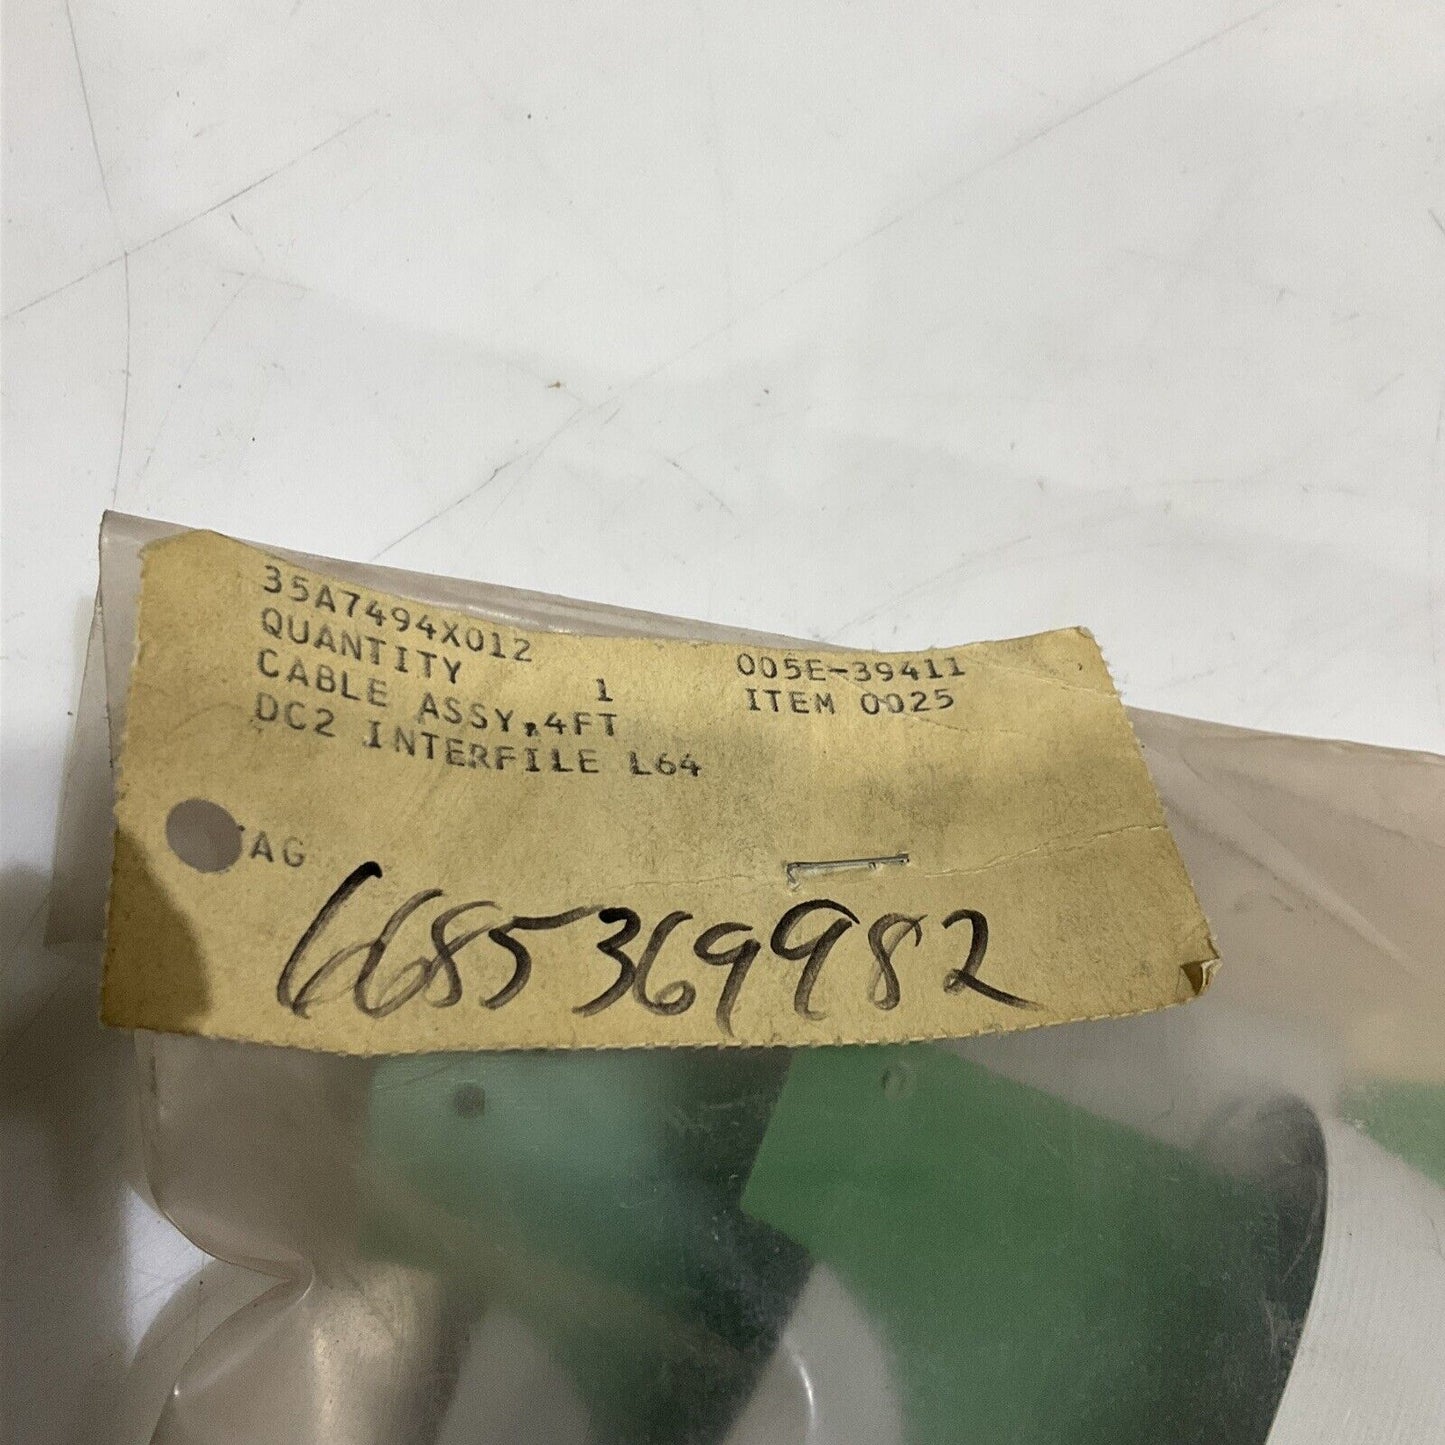 35A7494X012
QUANTITY 1 005E-39411
CABLE ASSY,4FT ITEM 0025
DC2 INTERFILE L64
AG
6685369982